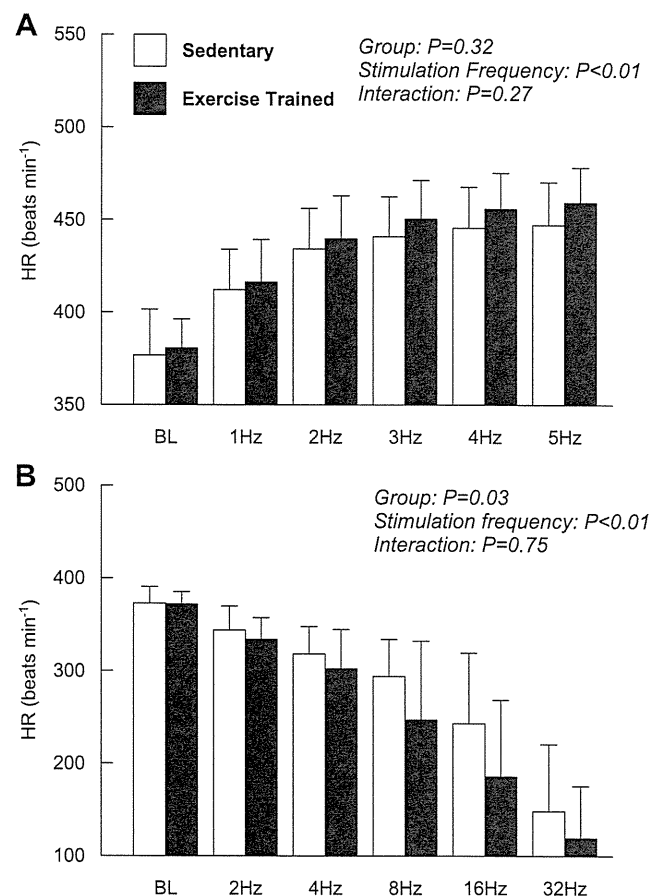 A
550
500
450
400
350
HR (beats min-1)
Sedentary
Exercise Trained
Group: P=0.32
Stimulation Frequency: P<0.01
Interaction: P=0.27
BL 1Hz 2Hz 3Hz 4Hz 5Hz
B
500
400
300
200
100
HR (beats min-1)
Group: P=0.03
Stimulation frequency: P<0.01
Interaction: P=0.75
BL 2Hz 4Hz 8Hz 16Hz 32Hz